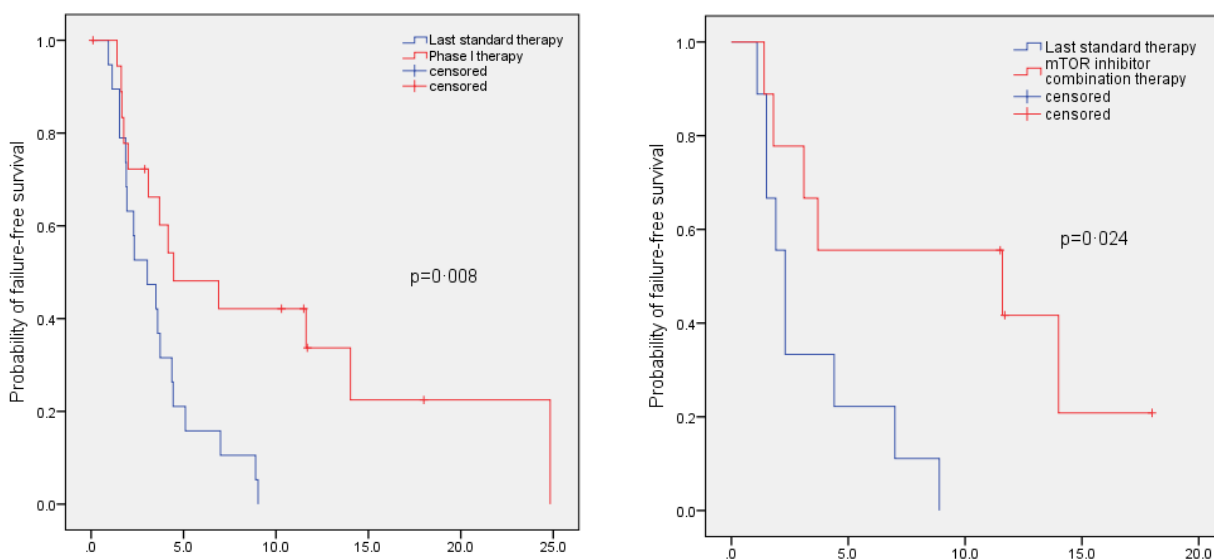 Probability of failure-free survival
1.0
0.8
0.6
0.4
0.2
0.0
.0
5.0
10.0
15.0
20.0
25.0
Last standard therapy
Phase I therapy
censored
censored
p=0·008
Probability of failure-free survival
1.0
0.8
0.6
0.4
0.2
0.0
.0
5.0
10.0
15.0
20.0
Last standard therapy
mTOR inhibitor
combination therapy
censored
censored
p=0·024